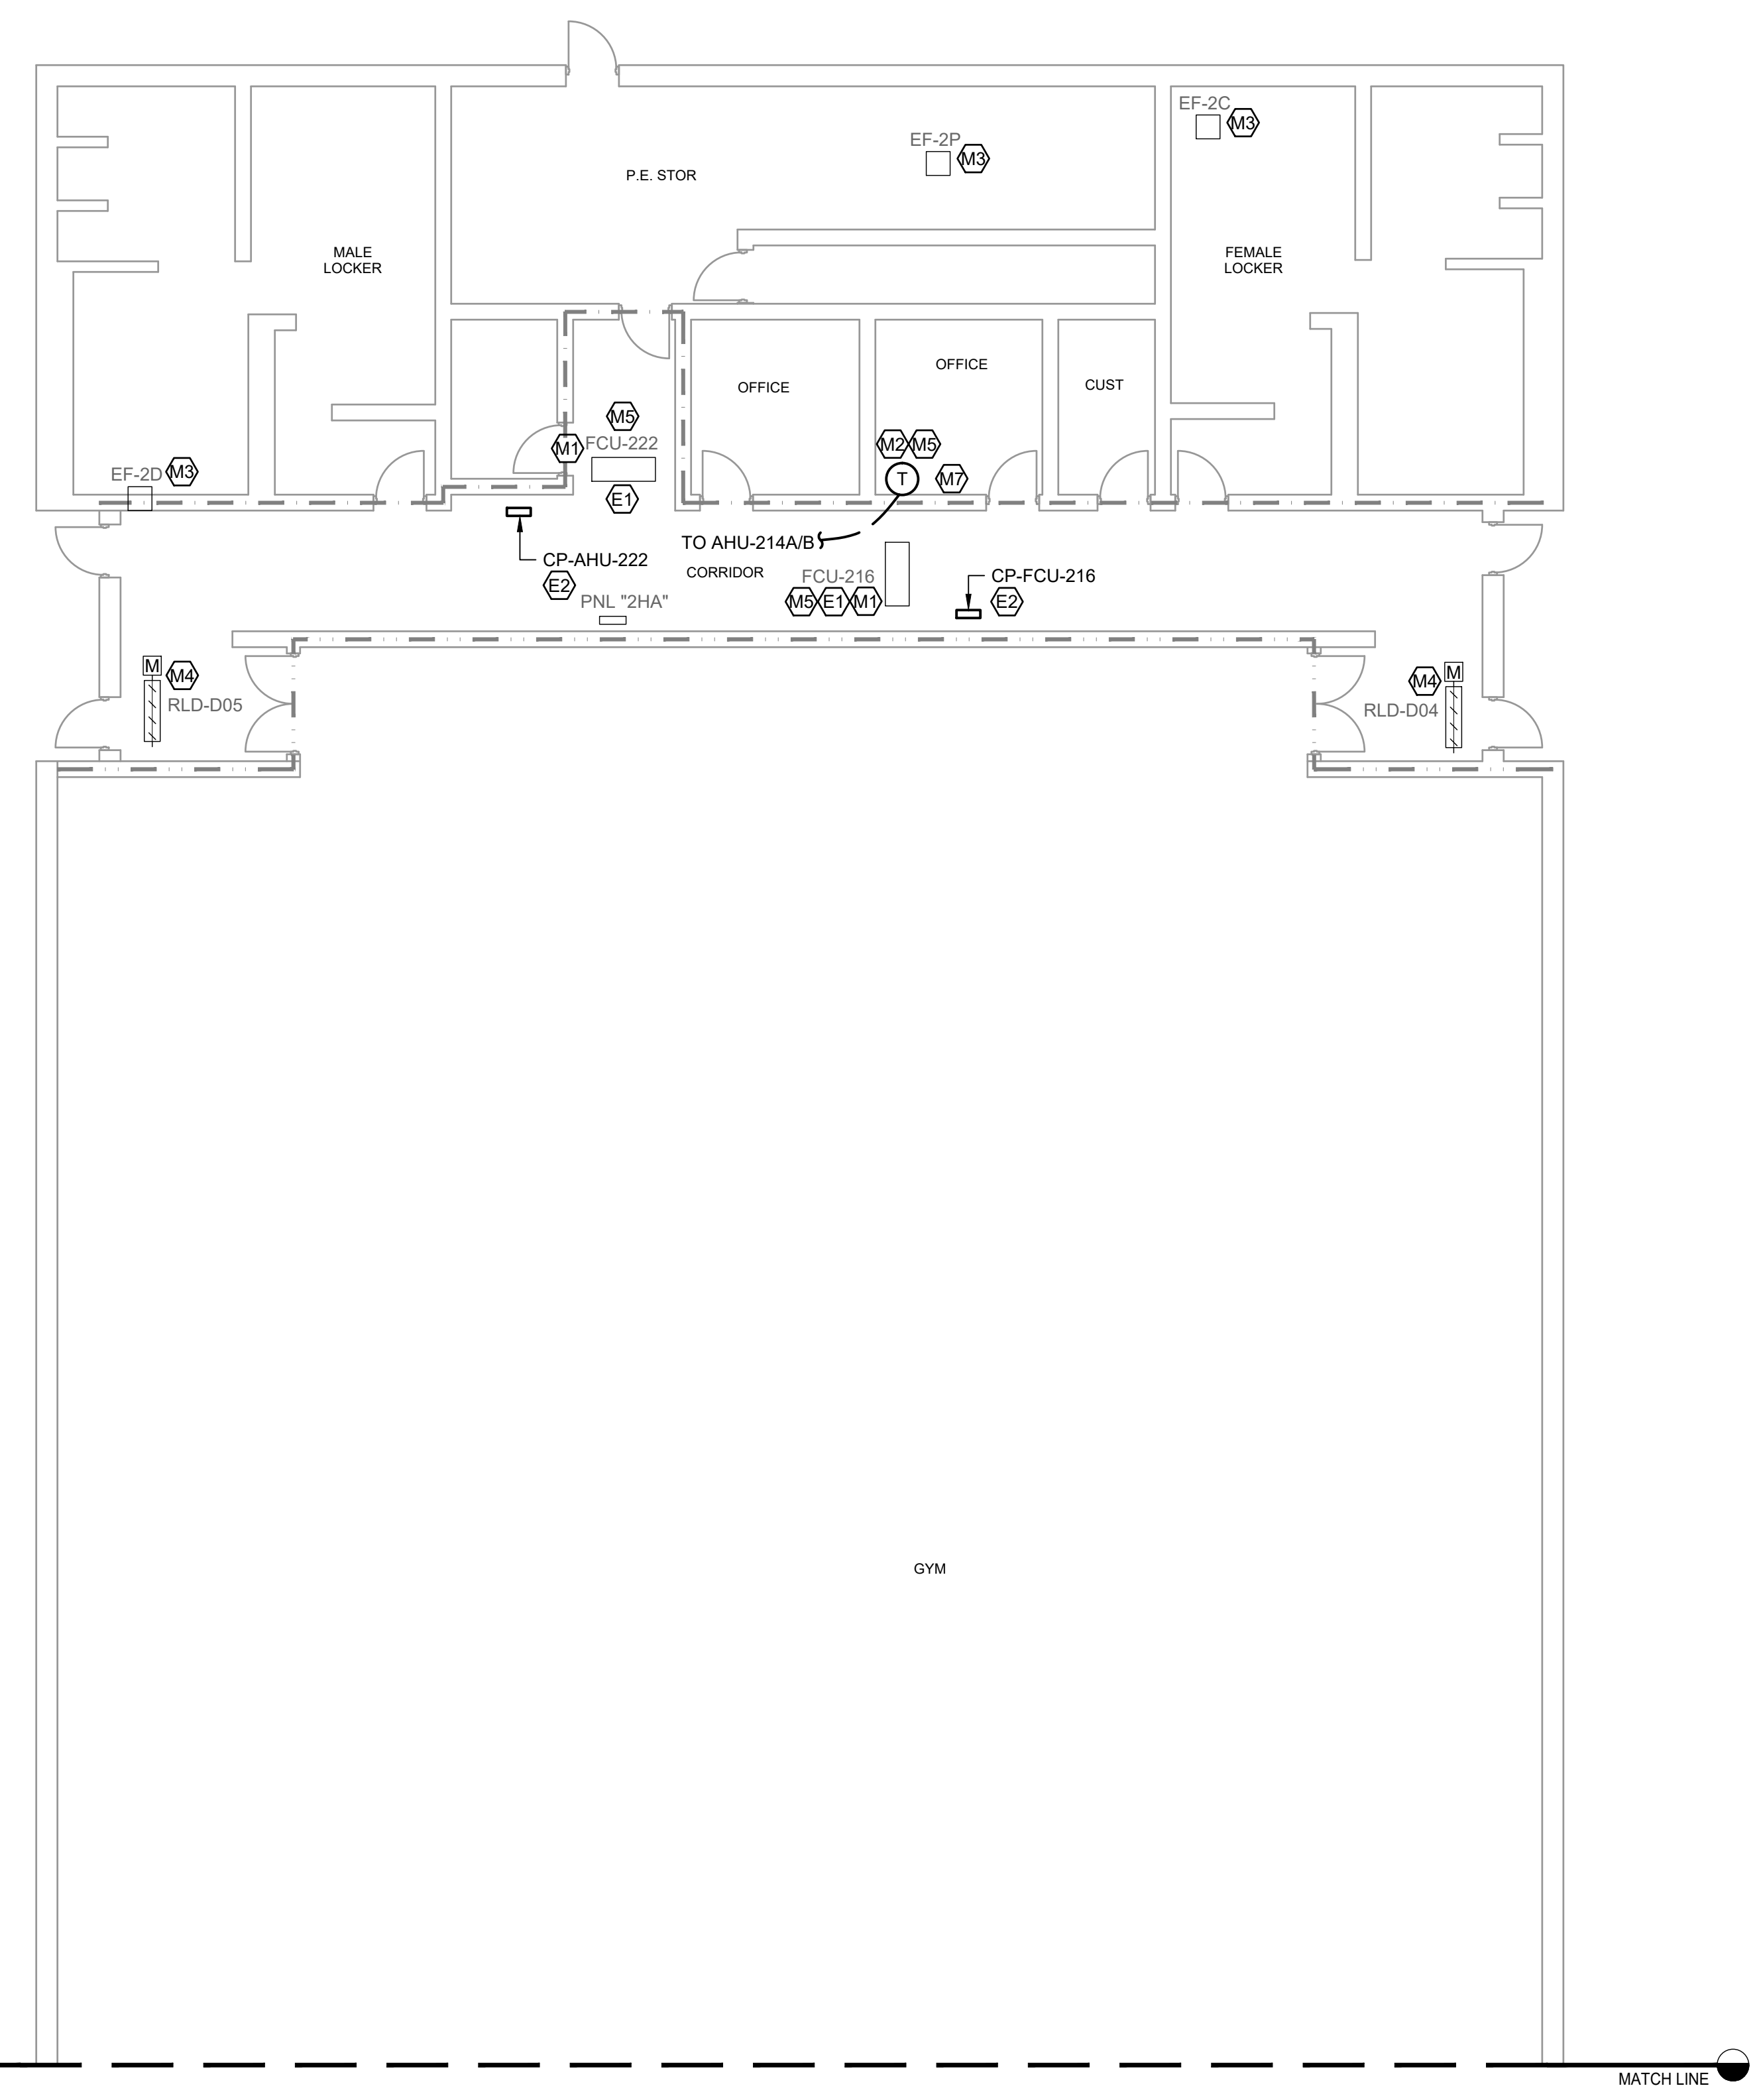 EF-2C
M3
EF-2P
M3
P.E. STOR
MALE
LOCKER
FEMALE
LOCKER
OFFICE
OFFICE
CUST
M5
FCU-222
M1
E1
M2 M5
T
M7
EF-2D
M3
TO AHU-214A/B
CORRIDOR
CP-AHU-222
E2
PNL "2HA"
FCU-216
M5 E1 M1
CP-FCU-216
E2
M
M4
RLD-D05
M
M4
RLD-D04
GYM
MATCH LINE